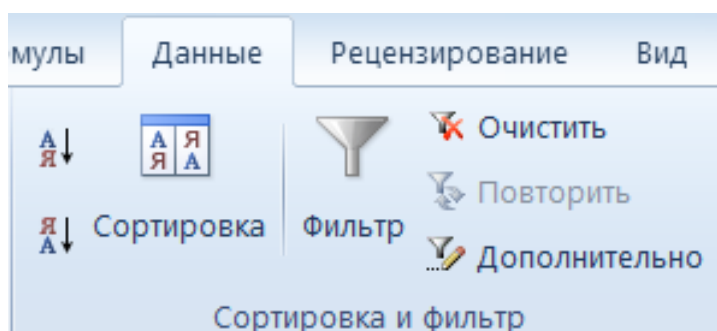 мулы Данные Рецензирование Вид
А Я
Я А
А Я Я А
Сортировка
Фильтр
Очистить
Повторить
Дополнительно
Сортировка и фильтр